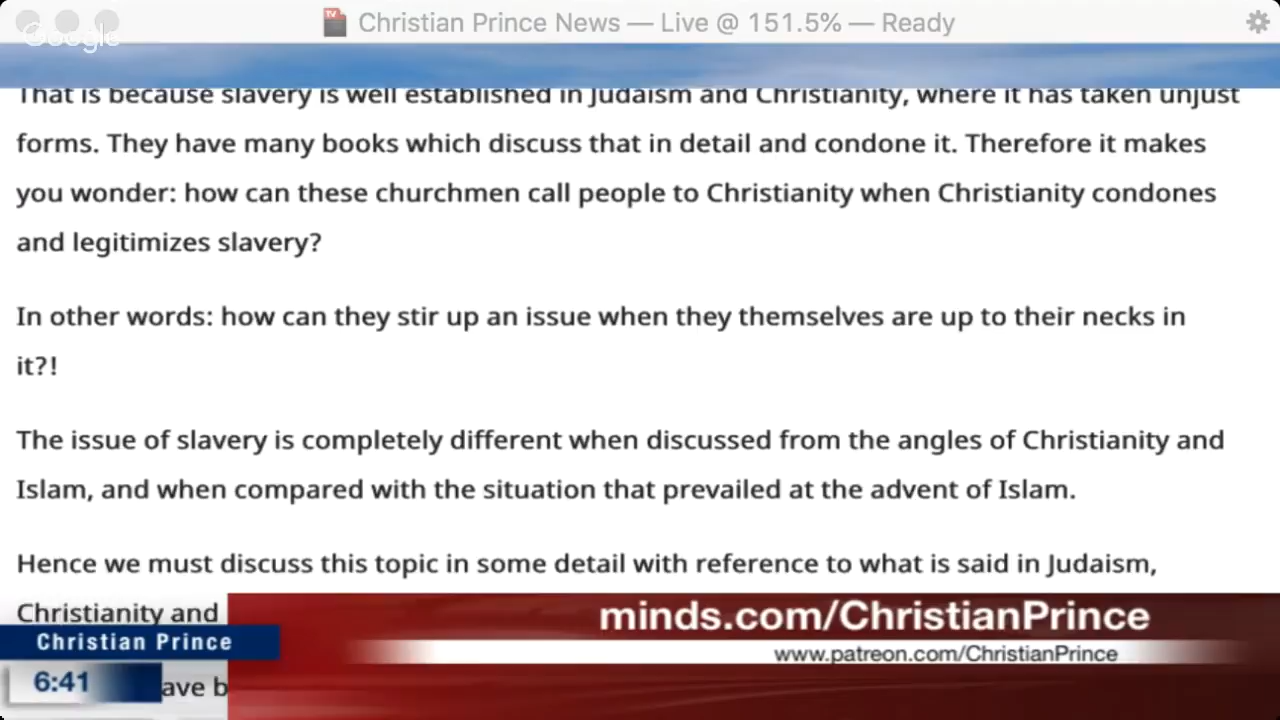 Christian Prince News — Live @ 151.5% — Ready
Google
That is because slavery is well established in Judaism and Christianity, where it has taken unjust
forms. They have many books which discuss that in detail and condone it. Therefore it makes
you wonder: how can these churchmen call people to Christianity when Christianity condones
and legitimizes slavery?
In other words: how can they stir up an issue when they themselves are up to their necks in
it?!
The issue of slavery is completely different when discussed from the angles of Christianity and
Islam, and when compared with the situation that prevailed at the advent of Islam.
Hence we must discuss this topic in some detail with reference to what is said in Judaism,
Christianity and
minds.com/ChristianPrince
Christian Prince
www.patreon.com/ChristianPrince
6:41